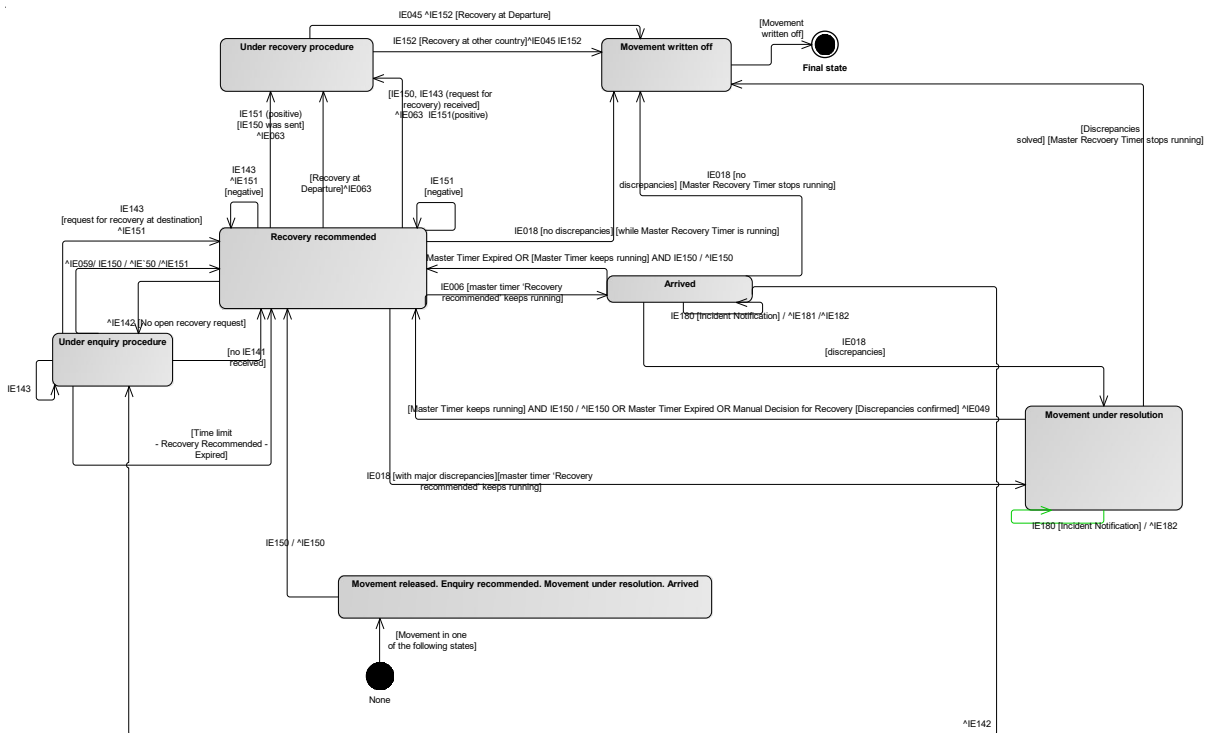 IE045 ^IE152 [Recovery at Departure]
[Movement
written off]
Under recovery procedure
IE152 [Recovery at other country]^IE045 IE152
Movement written off
Final state
[IE150, IE143 (request for
recovery) received]
^IE063 IE151(positive)
IE151 (positive)
[IE150 was sent]
^IE063
[Discrepancies
solved] [Master Recvoery Timer stops running]
IE143
^IE151
[negative]
[Recovery at
Departure]^IE063
IE151
[negative]
IE018 [no
discrepancies] [Master Recovery Timer stops running]
IE143
[request for recovery at destination]
^IE151
Recovery recommended
IE018 [no discrepancies] [while Master Recovery Timer is running]
^IE059/ IE150 / ^IE`50 /^IE151
Master Timer Expired OR [Master Timer keeps running] AND IE150 / ^IE150
Arrived
IE006 [master timer ‘Recovery
recommended’ keeps running]
IE180 [Incident Notification] / ^IE181 /^IE182
^IE142 [No open recovery request]
Under enquiry procedure
[no IE141
received]
IE018
[discrepancies]
IE143
[Master Timer keeps running] AND IE150 / ^IE150 OR Master Timer Expired OR Manual Decision for Recovery [Discrepancies confirmed] ^IE049
Movement under resolution
[Time limit
- Recovery Recommended -
Expired]
IE018 [with major discrepancies][master timer ‘Recovery
recommended’ keeps running]
IE180 [Incident Notification] / ^IE182
IE150 / ^IE150
Movement released. Enquiry recommended. Movement under resolution. Arrived
[Movement in one
of the following states]
None
^IE142